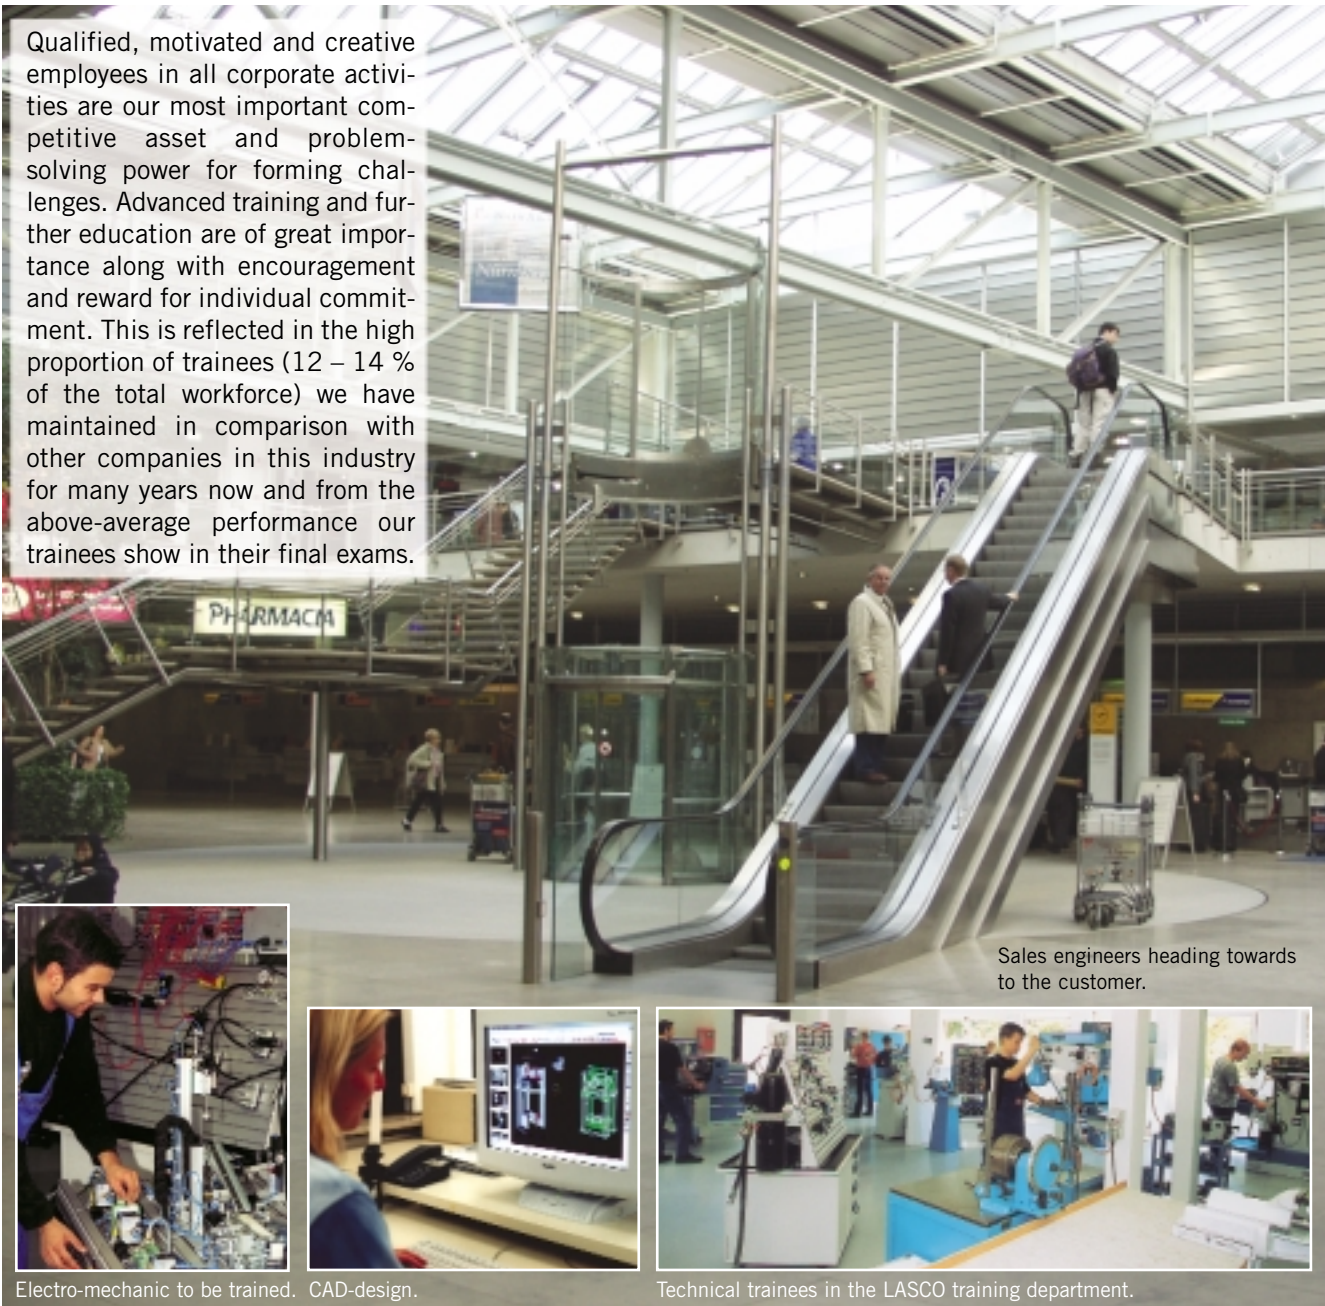 Qualified, motivated and creative
employees in all corporate activi-
ties are our most important com-
petitive asset and problem-
solving power for forming chal-
lenges. Advanced training and fur-
ther education are of great impor-
tance along with encouragement
and reward for individual commit-
ment. This is reflected in the high
proportion of trainees (12 – 14 %
of the total workforce) we have
maintained in comparison with
other companies in this industry
for many years now and from the
above-average performance our
trainees show in their final exams.
PHARMACIA
Sales engineers heading towards
to the customer.
Electro-mechanic to be trained.
CAD-design.
Technical trainees in the LASCO training department.